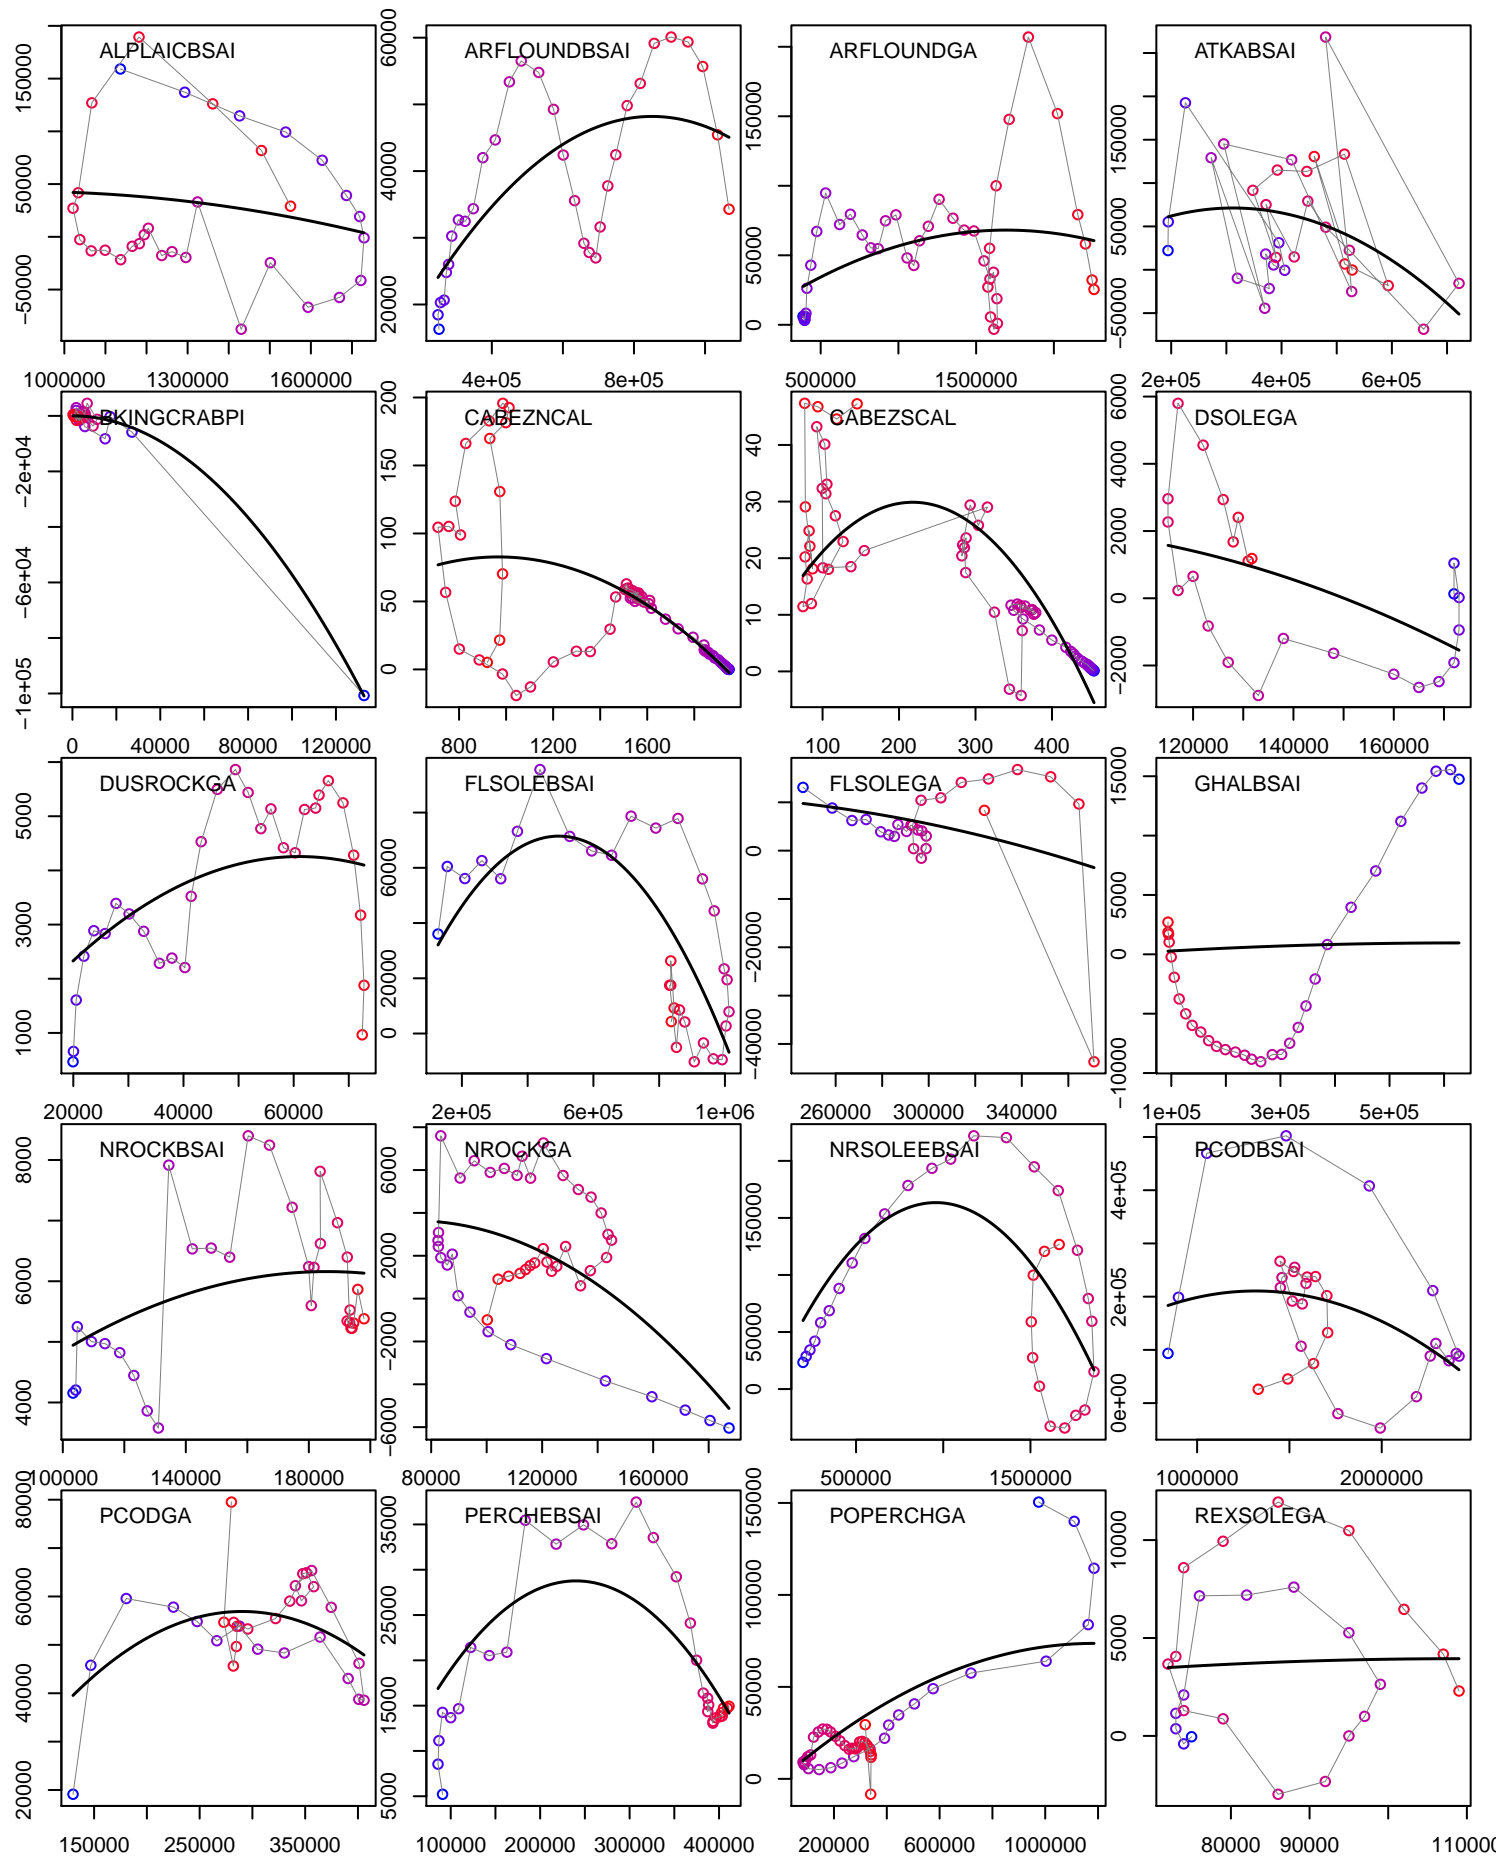 ALPLAICBSAI
−50000 50000 150000
1000000 1300000 1600000
ARFLOUNDBSAI
20000 40000 60000
4e+05 8e+05
ARFLOUNDGA
0 50000 150000
500000 1500000
ATKABSAI
−50000 50000 150000
2e+05 4e+05 6e+05
BKINGCRABPI
−1e+05 −6e+04 −2e+04
0 40000 80000 120000
CABEZNCAL
0 50 100 150 200
800 1200 1600
CABEZSCAL
0 10 20 30 40
100 200 300 400
DSOLEGA
−2000 0 2000 4000 6000
120000 140000 160000
DUSROCKGA
1000 3000 5000
20000 40000 60000
FLSOLEBSAI
0 20000 60000
2e+05 6e+05 1e+06
FLSOLEGA
−40000 −20000 0
260000 300000 340000
GHALBSAI
−10000 0 5000 15000
1e+05 3e+05 5e+05
NROCKBSAI
4000 6000 8000
100000 140000 180000
NROCKGA
−6000 −2000 2000 6000
80000 120000 160000
NRSOLEEBSAI
0 50000 150000
5000000 1500000
PCODBSAI
0e+00 2e+05 4e+05
1000000 2000000
PCODGA
20000 40000 60000 80000
150000 250000 350000
PERCHEBSAI
5000 15000 25000 35000
100000 200000 300000 400000
POPERCHGA
0 50000 100000 150000
200000 600000 1000000
REXSOLEGA
0 5000 10000
80000 90000